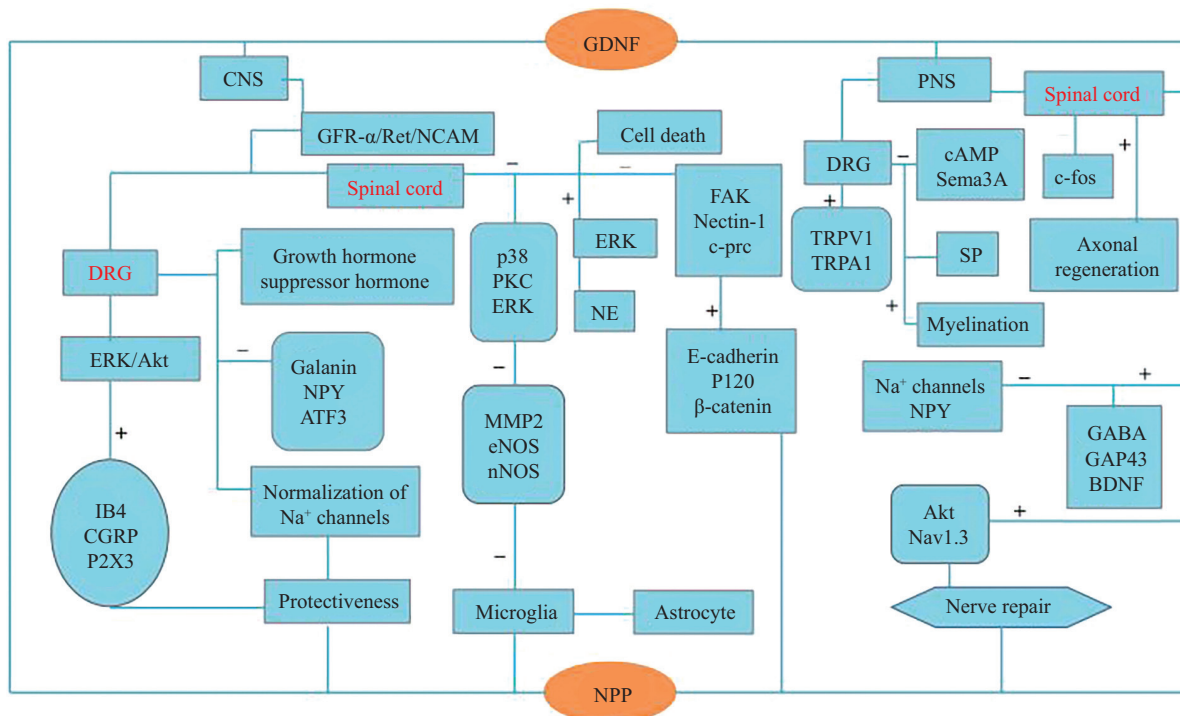 GDNF
CNS
GFR-α/Ret/NCAM
Spinal cord
DRG
Growth hormone
suppressor hormone
ERK/Akt
−
Galanin
NPY
ATF3
+
IB4
CGRP
P2X3
Normalization of
Na⁺ channels
Protectiveness
−
p38
PKC
ERK
−
MMP2
eNOS
nNOS
−
Microglia
Astrocyte
Cell death
−
+
ERK
NE
FAK
Nectin-1
c-prc
+
E-cadherin
P120
β-catenin
PNS
Spinal cord
DRG
−
cAMP
Sema3A
c-fos
+
Axonal
regeneration
+
TRPV1
TRPA1
SP
+
Myelination
Na⁺ channels
NPY
−
+
GABA
GAP43
BDNF
Akt
Nav1.3
+
Nerve repair
NPP